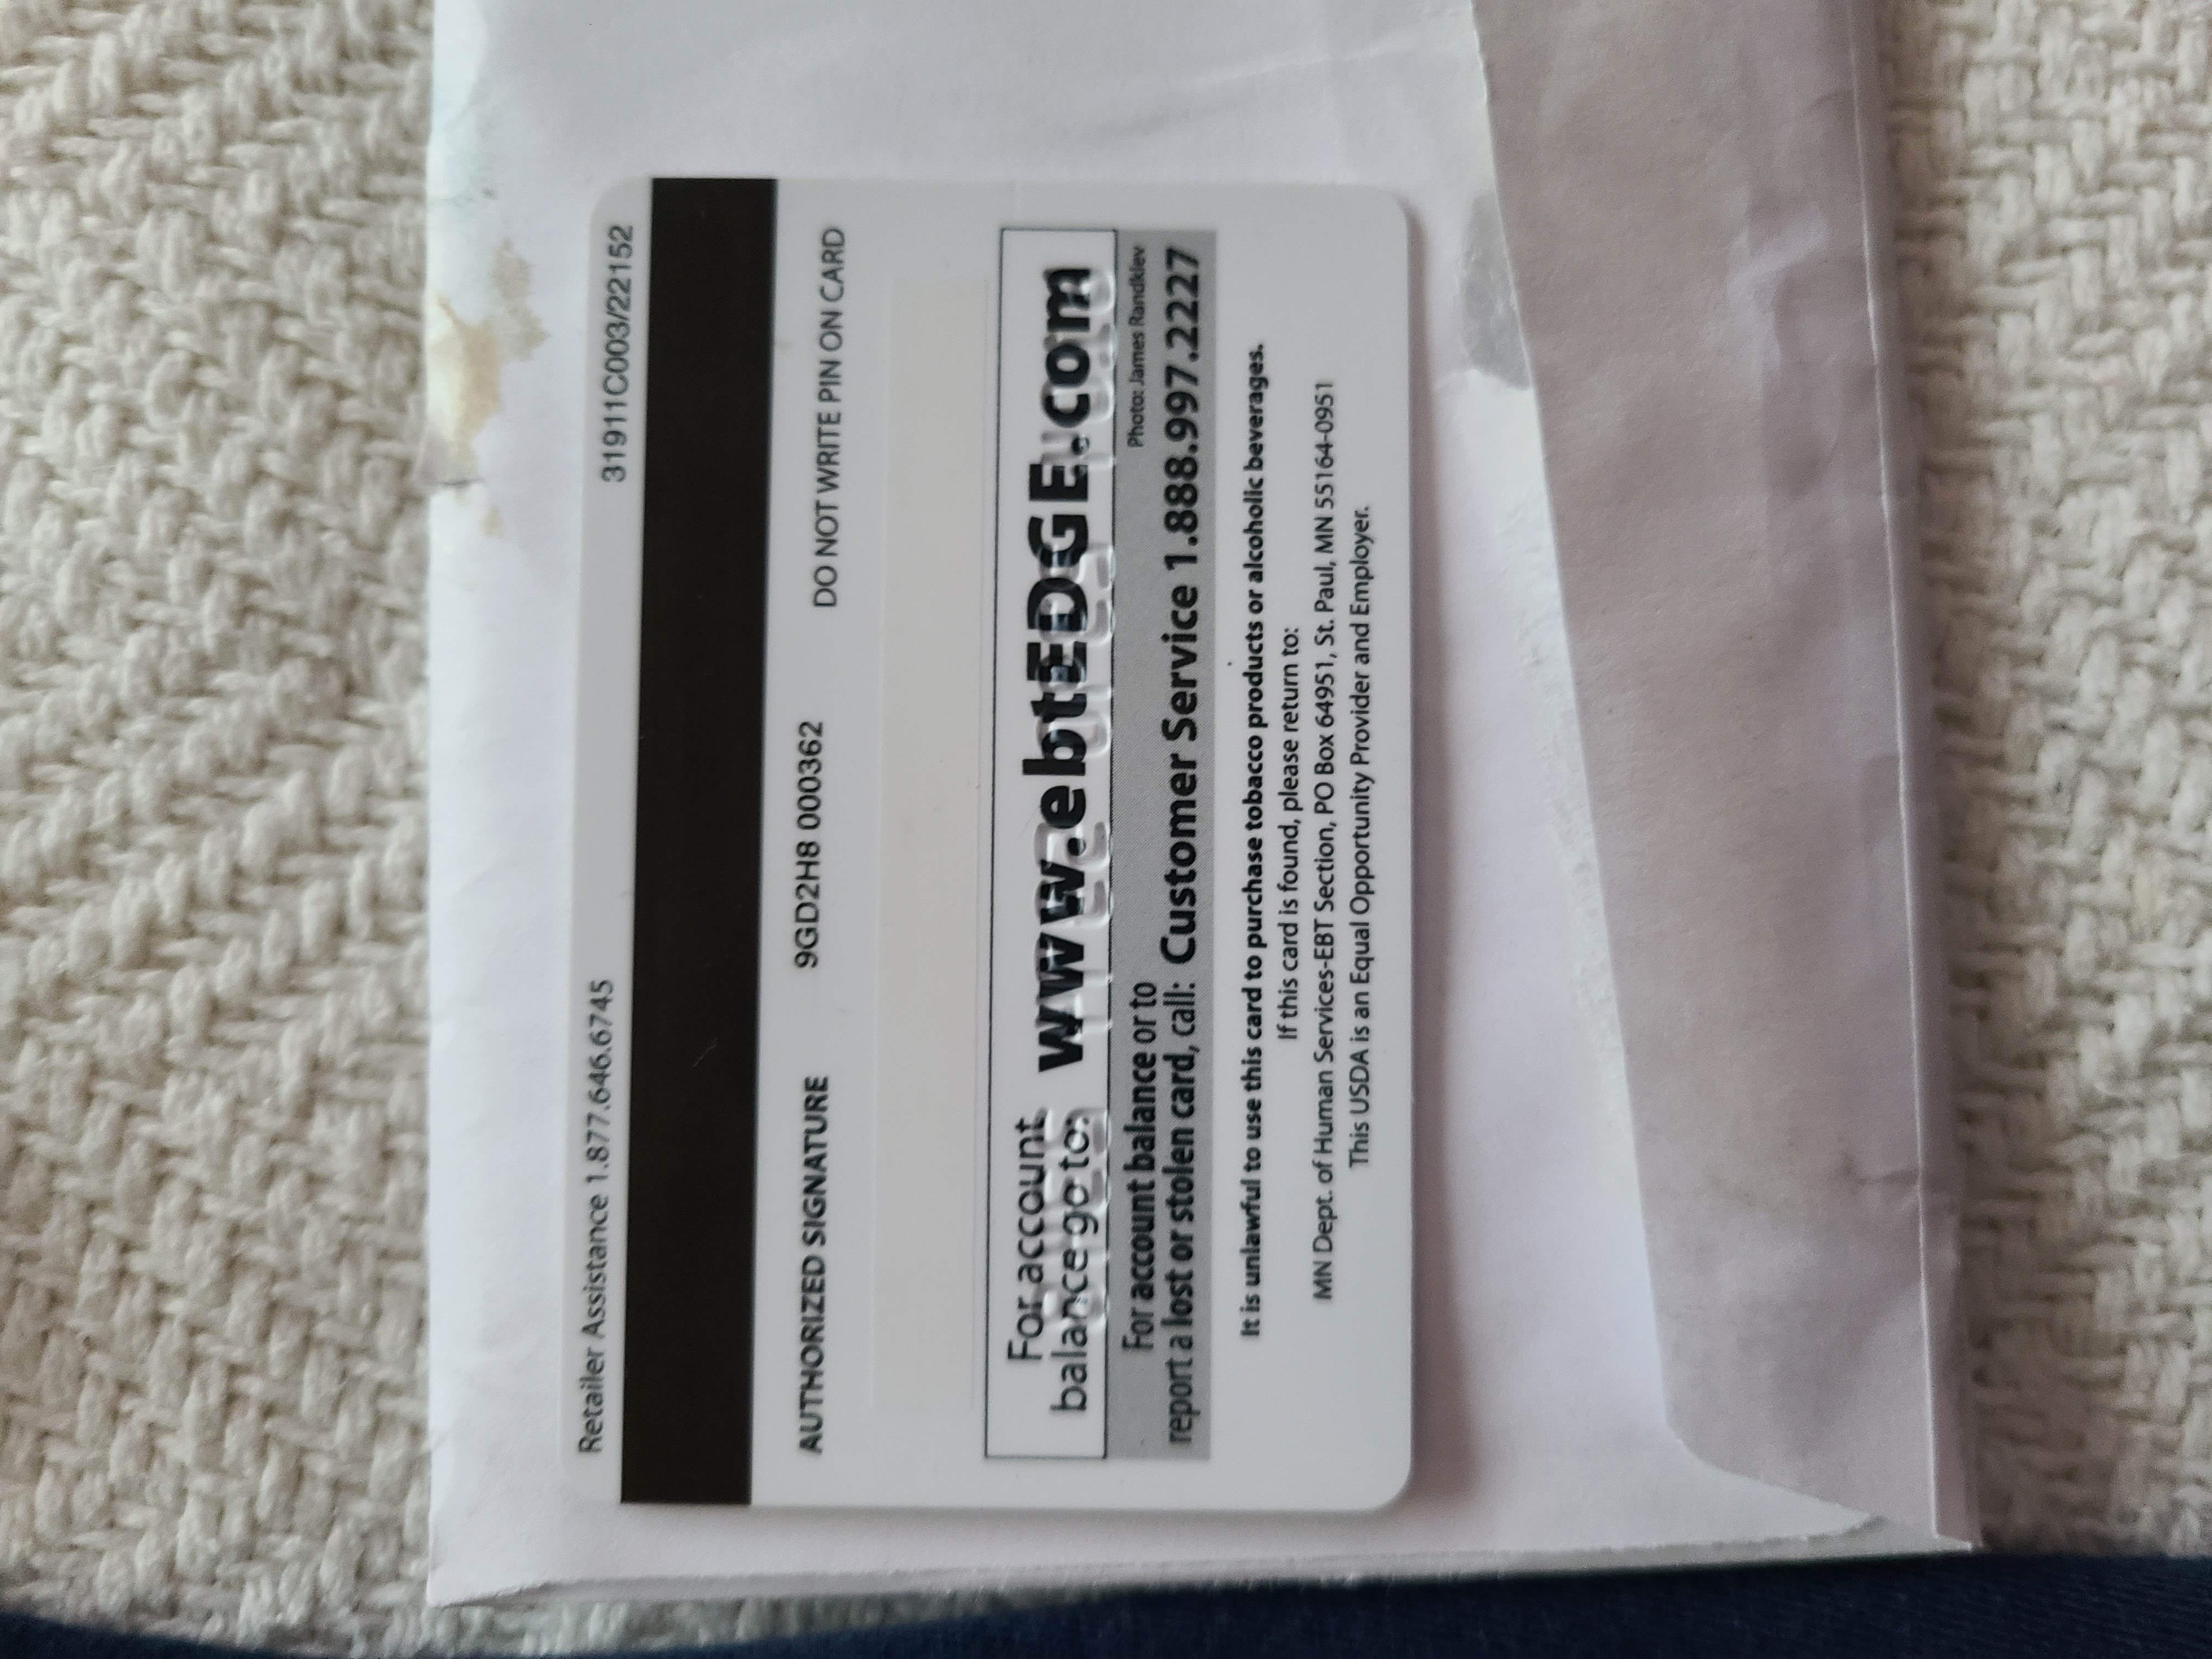 Retailer Assistance 1.877.646.6745 31911C003/22152
AUTHORIZED SIGNATURE 9GD2H8 000362 DO NOT WRITE PIN ON CARD
For account
balance go to: www.ebtEDGE.com
Photo: James Randklev
For account balance or to
report a lost or stolen card, call: Customer Service 1.888.997.2227
It is unlawful to use this card to purchase tobacco products or alcoholic beverages.
If this card is found, please return to:
MN Dept. of Human Services-EBT Section, PO Box 64951, St. Paul, MN 55164-0951
This USDA is an Equal Opportunity Provider and Employer.